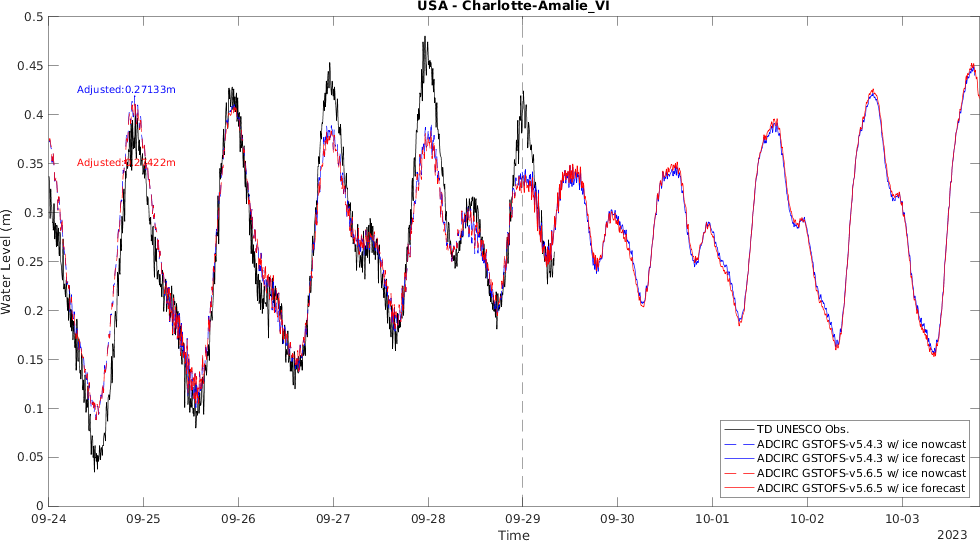 USA - Charlotte-Amalie_VI
0.5
0.45
0.4
0.35
0.3
0.25
0.2
0.15
0.1
0.05
0
Water Level (m)
Adjusted:0.27133m
09-24
09-25
09-26
09-27
09-28
09-29
09-30
10-01
10-02
10-03
Time
2023
TD UNESCO Obs.
ADCIRC GSTOFS-v5.4.3 w/ ice nowcast
ADCIRC GSTOFS-v5.4.3 w/ ice forecast
ADCIRC GSTOFS-v5.6.5 w/ ice nowcast
ADCIRC GSTOFS-v5.6.5 w/ ice forecast